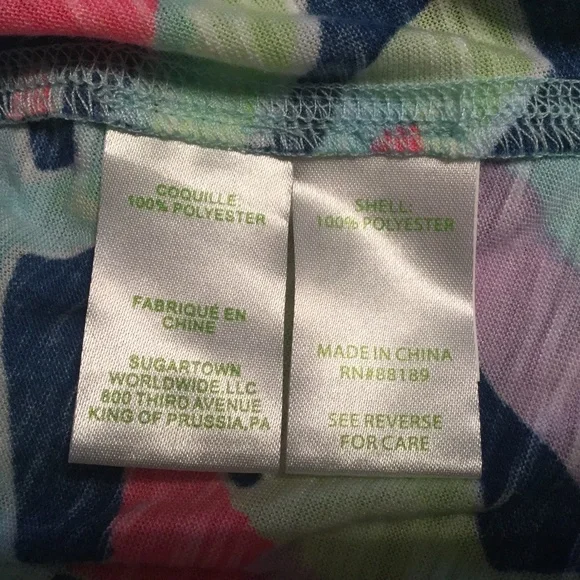 COQUILLE:
100% POLYESTER
FABRIQUÉ EN
CHINE
SUGARTOWN
WORLDWIDE, LLC
800 THIRD AVENUE
KING OF PRUSSIA, PA
SHELL:
100% POLYESTER
MADE IN CHINA
RN#88189
SEE REVERSE
FOR CARE